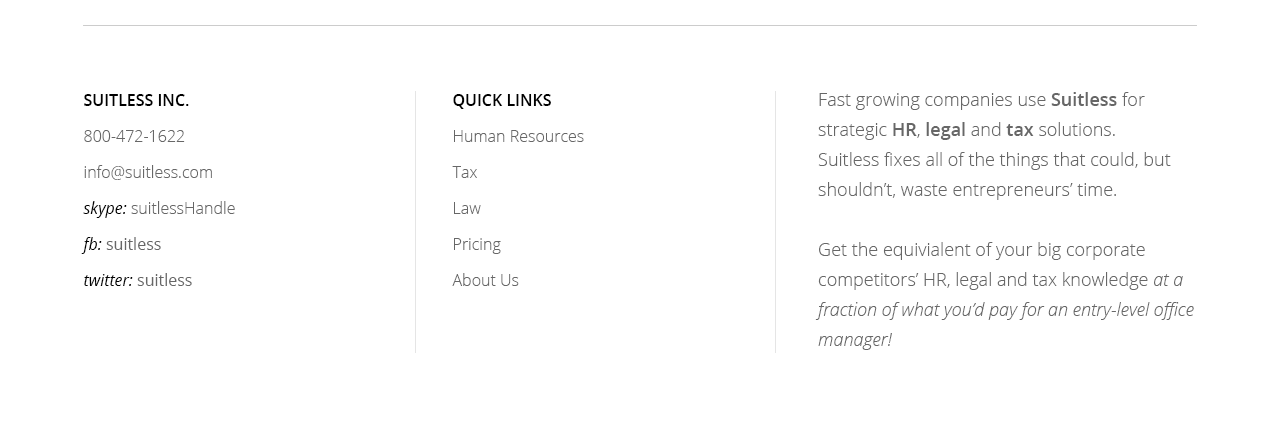 SUITLESS INC.
800-472-1622
info@suitless.com
skype: suitlessHandle
fb: suitless
twitter: suitless
QUICK LINKS
Human Resources
Tax
Law
Pricing
About Us
Fast growing companies use Suitless for
strategic HR, legal and tax solutions.
Suitless fixes all of the things that could, but
shouldn’t, waste entrepreneurs’ time.
Get the equivialent of your big corporate
competitors’ HR, legal and tax knowledge at a
fraction of what you’d pay for an entry-level office
manager!